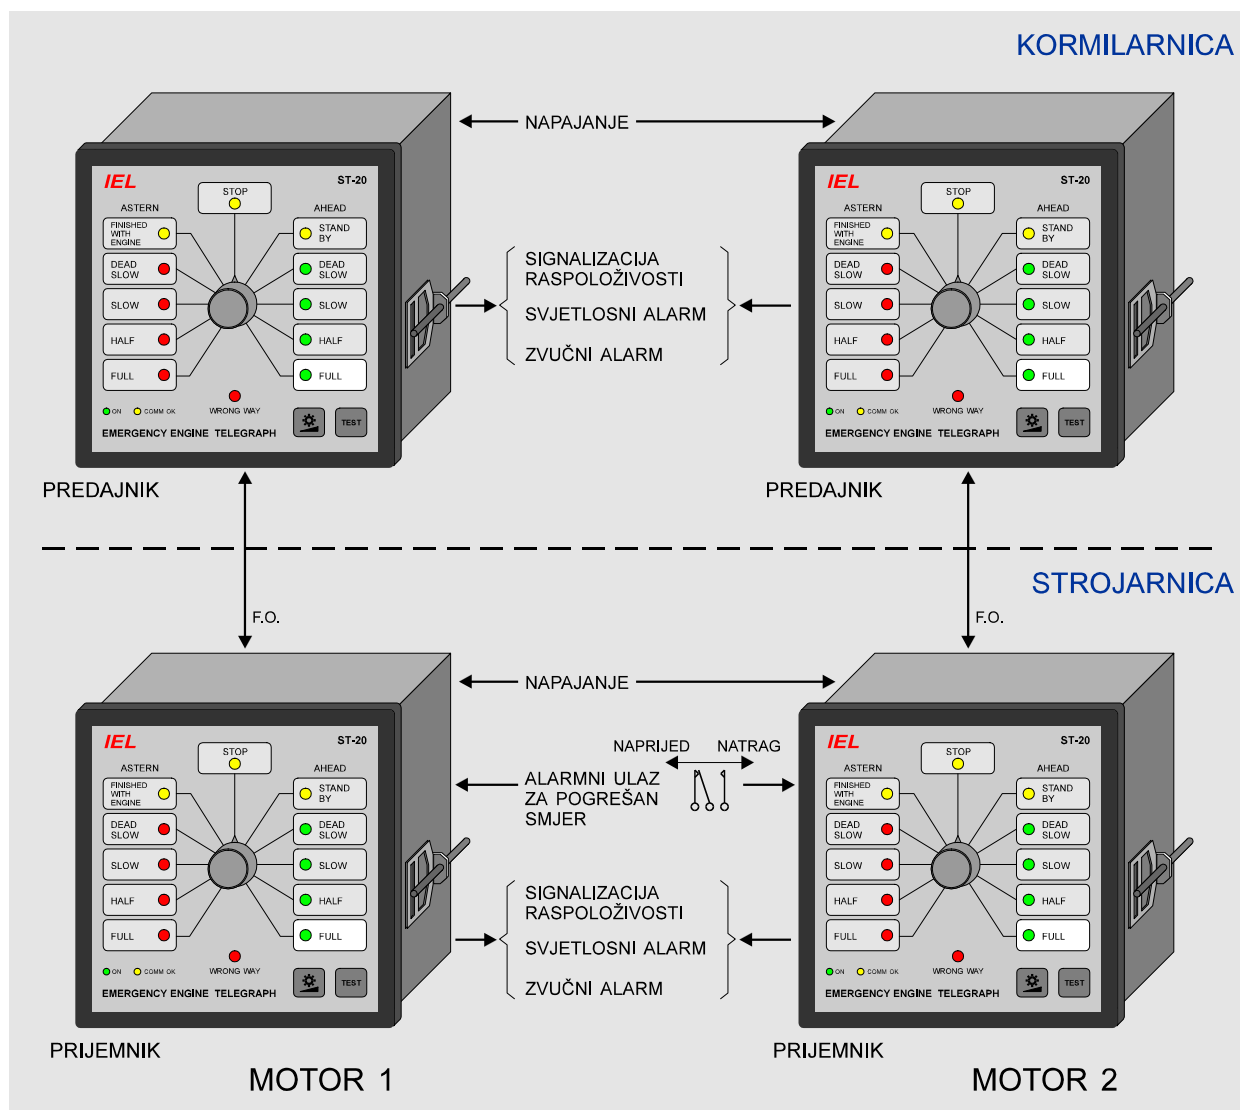 KORMILARNICA
NAPAJANJE
IEL ST-20
STOP
ASTERN AHEAD
FINISHED WITH ENGINE
STAND BY
DEAD SLOW
DEAD SLOW
SLOW
SLOW
HALF
HALF
FULL
FULL
ON COMM OK WRONG WAY TEST
EMERGENCY ENGINE TELEGRAPH
PREDAJNIK
SIGNALIZACIJA
RASPOLOŽIVOSTI
SVJETLOSNI ALARM
ZVUČNI ALARM
IEL ST-20
STOP
ASTERN AHEAD
FINISHED WITH ENGINE
STAND BY
DEAD SLOW
DEAD SLOW
SLOW
SLOW
HALF
HALF
FULL
FULL
ON COMM OK WRONG WAY TEST
EMERGENCY ENGINE TELEGRAPH
PREDAJNIK
STROJARNICA
F.O.
F.O.
NAPAJANJE
IEL ST-20
STOP
ASTERN AHEAD
FINISHED WITH ENGINE
STAND BY
DEAD SLOW
DEAD SLOW
SLOW
SLOW
HALF
HALF
FULL
FULL
ON COMM OK WRONG WAY TEST
EMERGENCY ENGINE TELEGRAPH
PRIJEMNIK
MOTOR 1
NAPRIJED NATRAG
ALARMNI ULAZ
ZA POGREŠAN
SMJER
SIGNALIZACIJA
RASPOLOŽIVOSTI
SVJETLOSNI ALARM
ZVUČNI ALARM
IEL ST-20
STOP
ASTERN AHEAD
FINISHED WITH ENGINE
STAND BY
DEAD SLOW
DEAD SLOW
SLOW
SLOW
HALF
HALF
FULL
FULL
ON COMM OK WRONG WAY TEST
EMERGENCY ENGINE TELEGRAPH
PRIJEMNIK
MOTOR 2